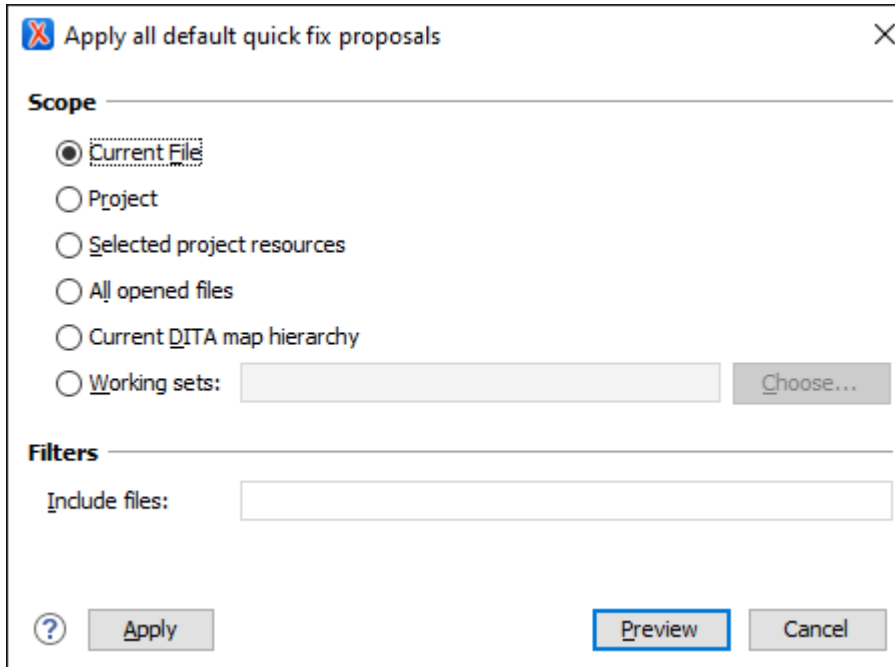 Apply all default quick fix proposals
Scope
Current File
Project
Selected project resources
All opened files
Current DITA map hierarchy
Working sets: Choose...
Filters
Include files:
? Apply Preview Cancel